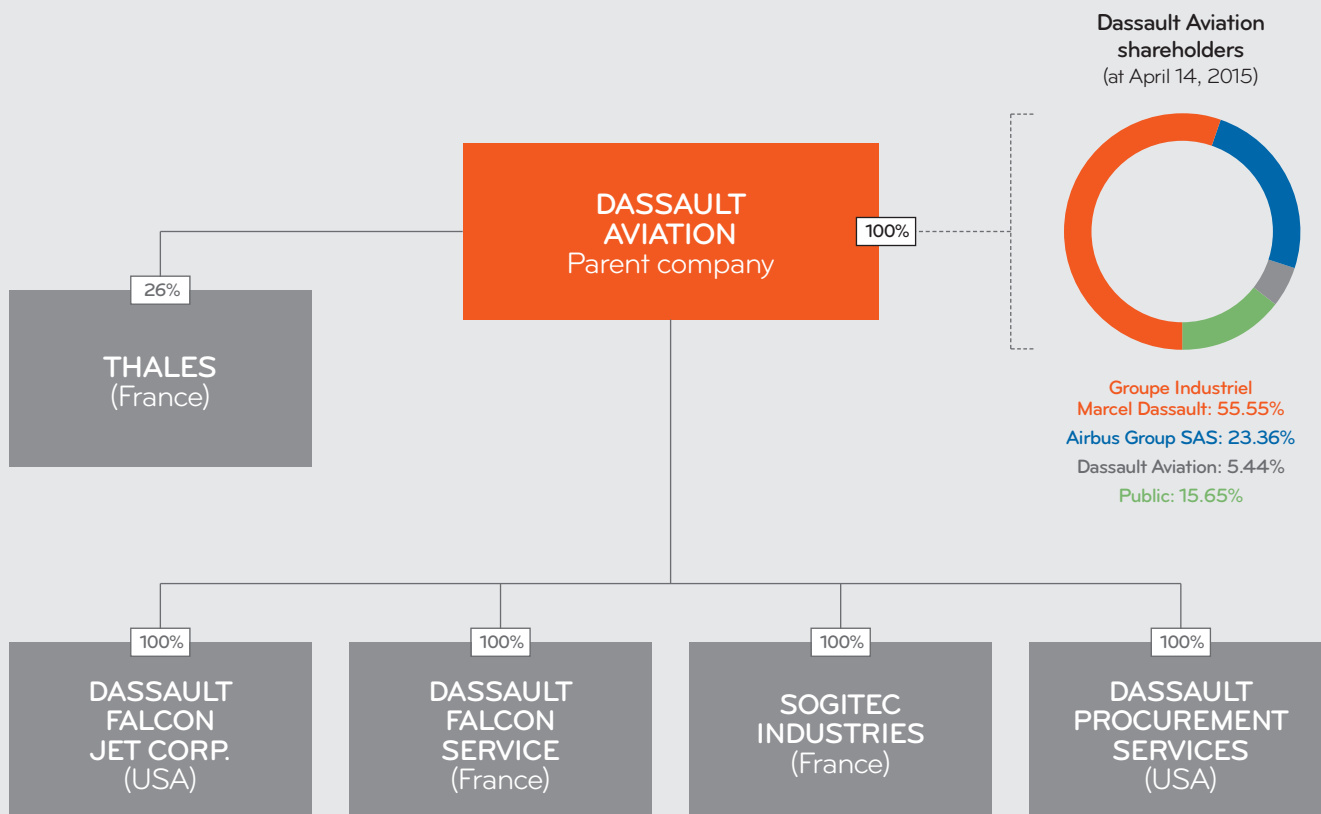 Dassault Aviation
shareholders
(at April 14, 2015)
DASSAULT
AVIATION
Parent company
100%
26%
THALES
(France)
Groupe Industriel
Marcel Dassault: 55.55%
Airbus Group SAS: 23.36%
Dassault Aviation: 5.44%
Public: 15.65%
100%
DASSAULT
FALCON
JET CORP.
(USA)
100%
DASSAULT
FALCON
SERVICE
(France)
100%
SOGITEC
INDUSTRIES
(France)
100%
DASSAULT
PROCUREMENT
SERVICES
(USA)